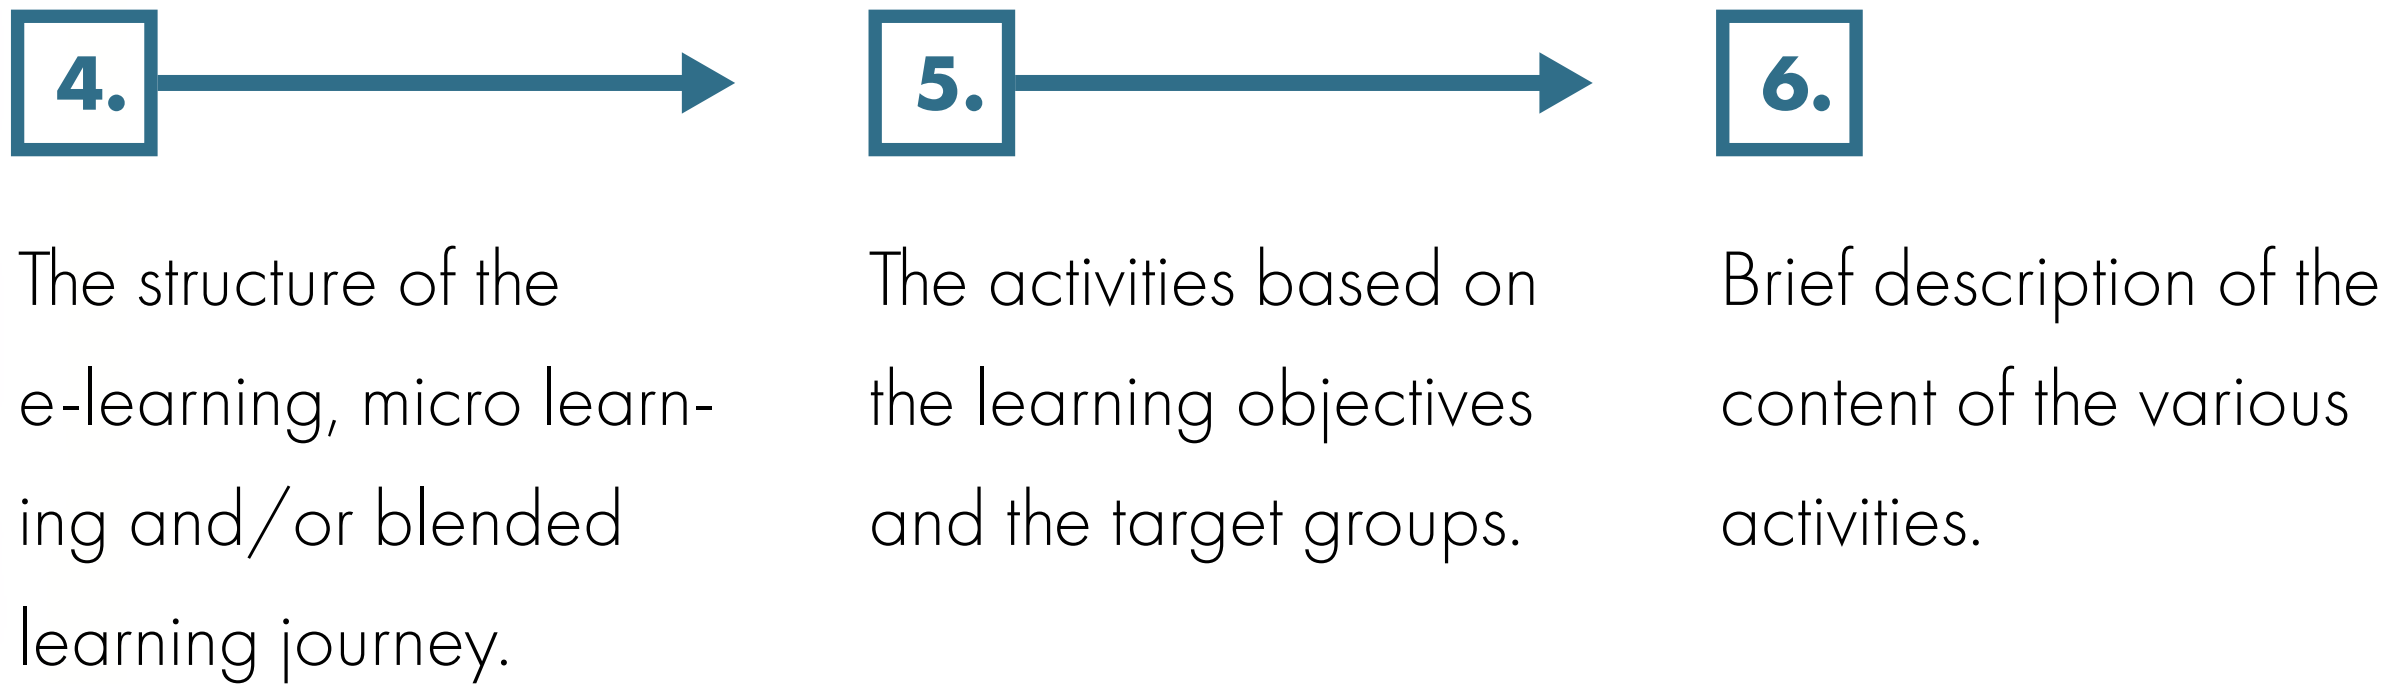 4.
The structure of the
e-learning, micro learn-
ing and/or blended
learning journey.
5.
The activities based on
the learning objectives
and the target groups.
6.
Brief description of the
content of the various
activities.